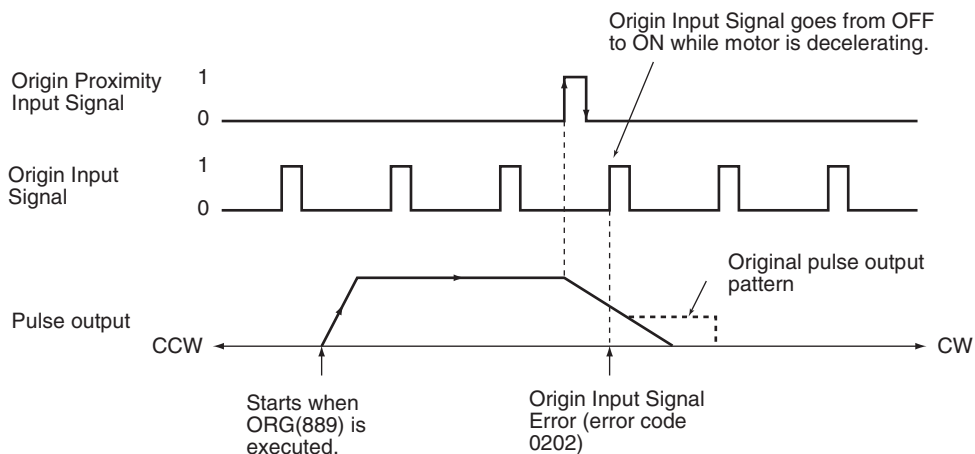 Origin Input Signal goes from OFF
to ON while motor is decelerating.
Origin Proximity
Input Signal
1
0
Origin Input
Signal
1
0
Original pulse output
pattern
Pulse output
CCW
CW
Starts when
ORG(889) is
executed.
Origin Input Signal
Error (error code
0202)